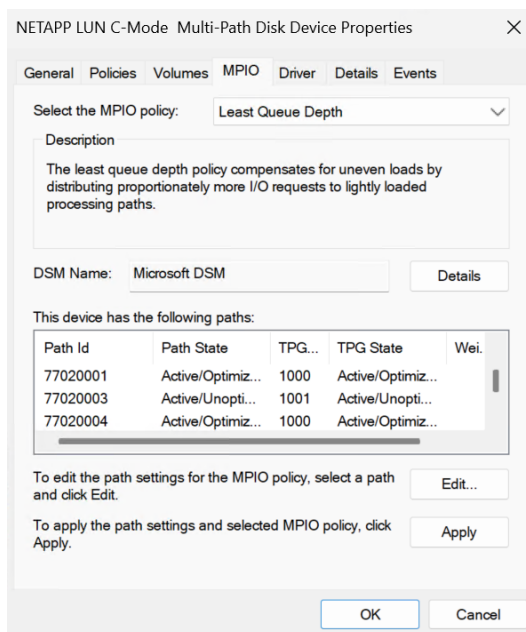 NETAPP LUN C-Mode  Multi-Path Disk Device Properties
General Policies Volumes MPIO Driver Details Events
Select the MPIO policy: Least Queue Depth
Description
The least queue depth policy compensates for uneven loads by
distributing proportionately more I/O requests to lightly loaded
processing paths.
DSM Name: Microsoft DSM Details
This device has the following paths:
Path Id Path State TPG... TPG State Wei.
77020001 Active/Optimiz... 1000 Active/Optimiz...
77020003 Active/Unopti... 1001 Active/Unopti...
77020004 Active/Optimiz... 1000 Active/Optimiz...
To edit the path settings for the MPIO policy, select a path
and click Edit.
Edit...
To apply the path settings and selected MPIO policy, click
Apply.
Apply
OK Cancel